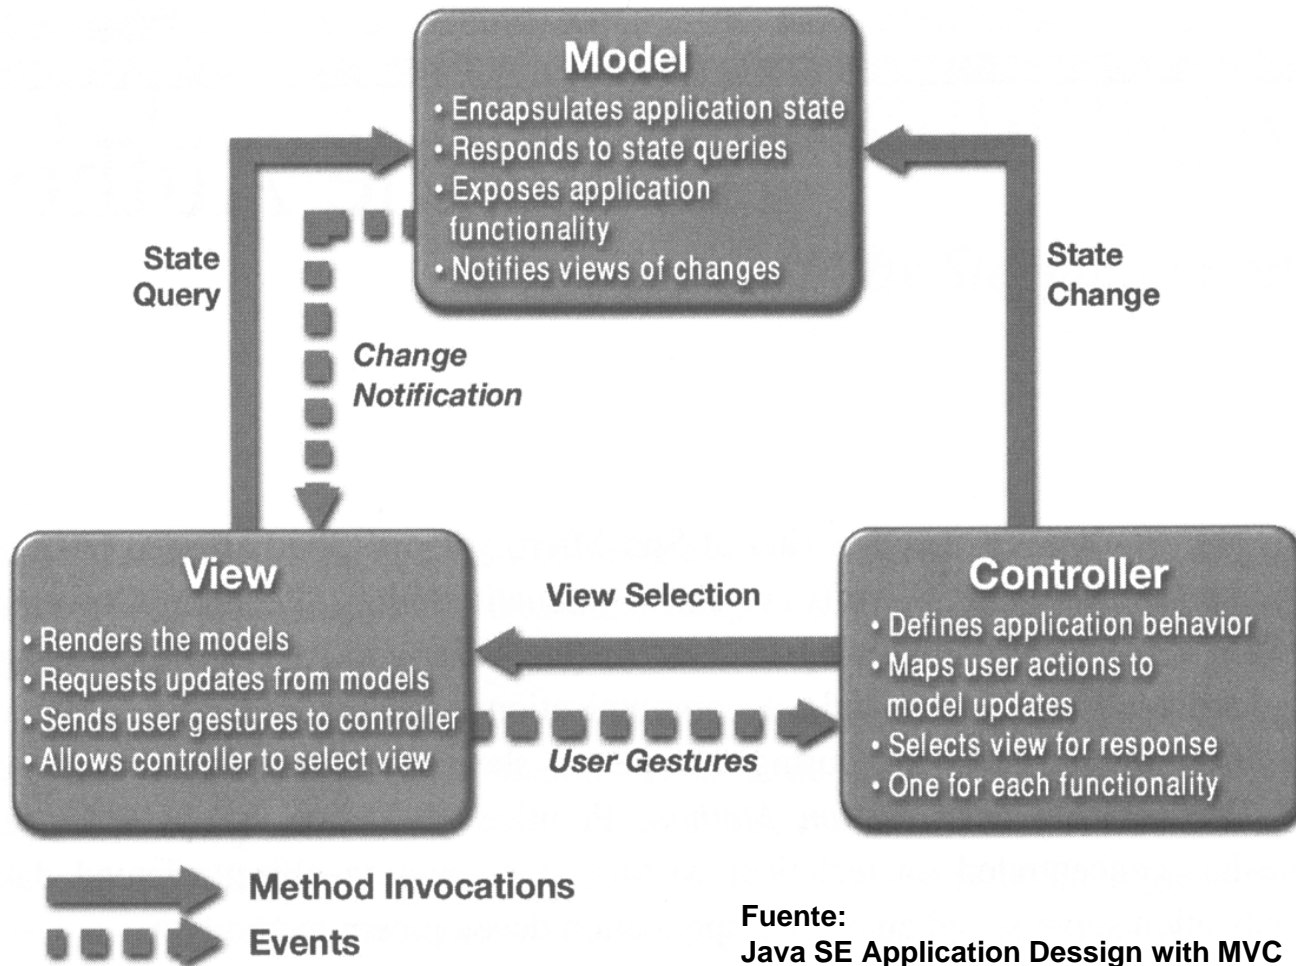 Model
• Encapsulates application state
• Responds to state queries
• Exposes application
functionality
• Notifies views of changes
State
Query
Change
Notification
State
Change
View
• Renders the models
• Requests updates from models
• Sends user gestures to controller
• Allows controller to select view
View Selection
User Gestures
Controller
• Defines application behavior
• Maps user actions to
model updates
• Selects view for response
• One for each functionality
Method Invocations
Events
Fuente:
Java SE Application Dessign with MVC